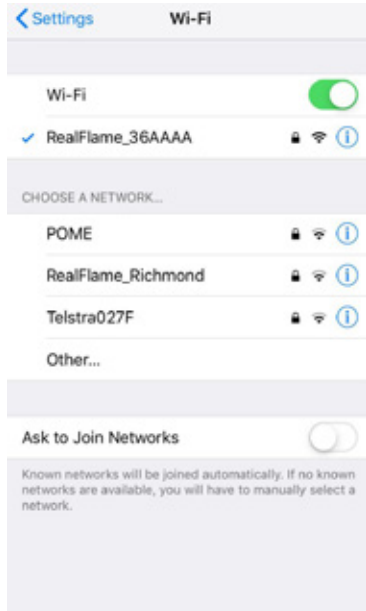 Settings Wi-Fi
Wi-Fi
RealFlame_36AAAA
CHOOSE A NETWORK...
POME
RealFlame_Richmond
Telstra027F
Other...
Ask to Join Networks
Known networks will be joined automatically. If no known
networks are available, you will have to manually select a
network.